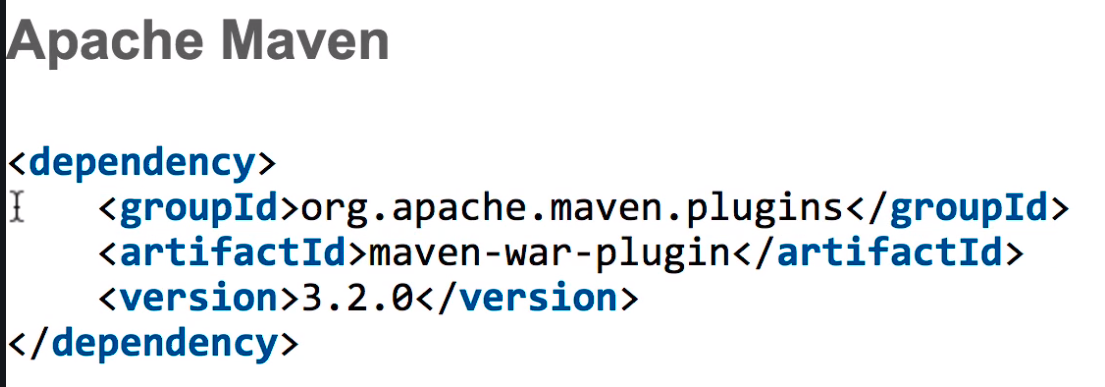 Apache Maven
<dependency>
    <groupId>org.apache.maven.plugins</groupId>
    <artifactId>maven-war-plugin</artifactId>
    <version>3.2.0</version>
</dependency>